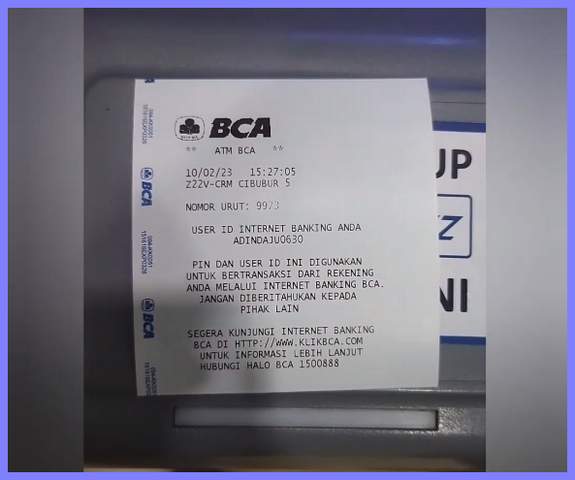 BCA
** ATM BCA **
10/02/23 15:27:05
Z22V-CRM CIBUBUR 5
NOMOR URUT: 9973
USER ID INTERNET BANKING ANDA
ADINDAJU0630
PIN DAN USER ID INI DIGUNAKAN
UNTUK BERTRANSAKSI DARI REKENING
ANDA MELALUI INTERNET BANKING BCA.
JANGAN DIBERITAHUKAN KEPADA
PIHAK LAIN
SEGERA KUNJUNGI INTERNET BANKING
BCA DI HTTP://WWW.KLIKBCA.COM
UNTUK INFORMASI LEBIH LANJUT
HUBUNGI HALO BCA 1500888
BCA
BCA
UP
Z
NI